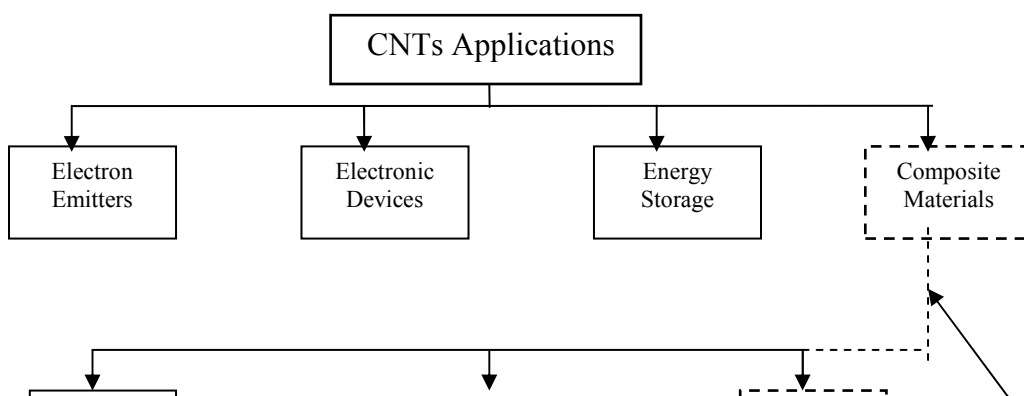 CNTs Applications
Electron
Emitters
Electronic
Devices
Energy
Storage
Composite
Materials